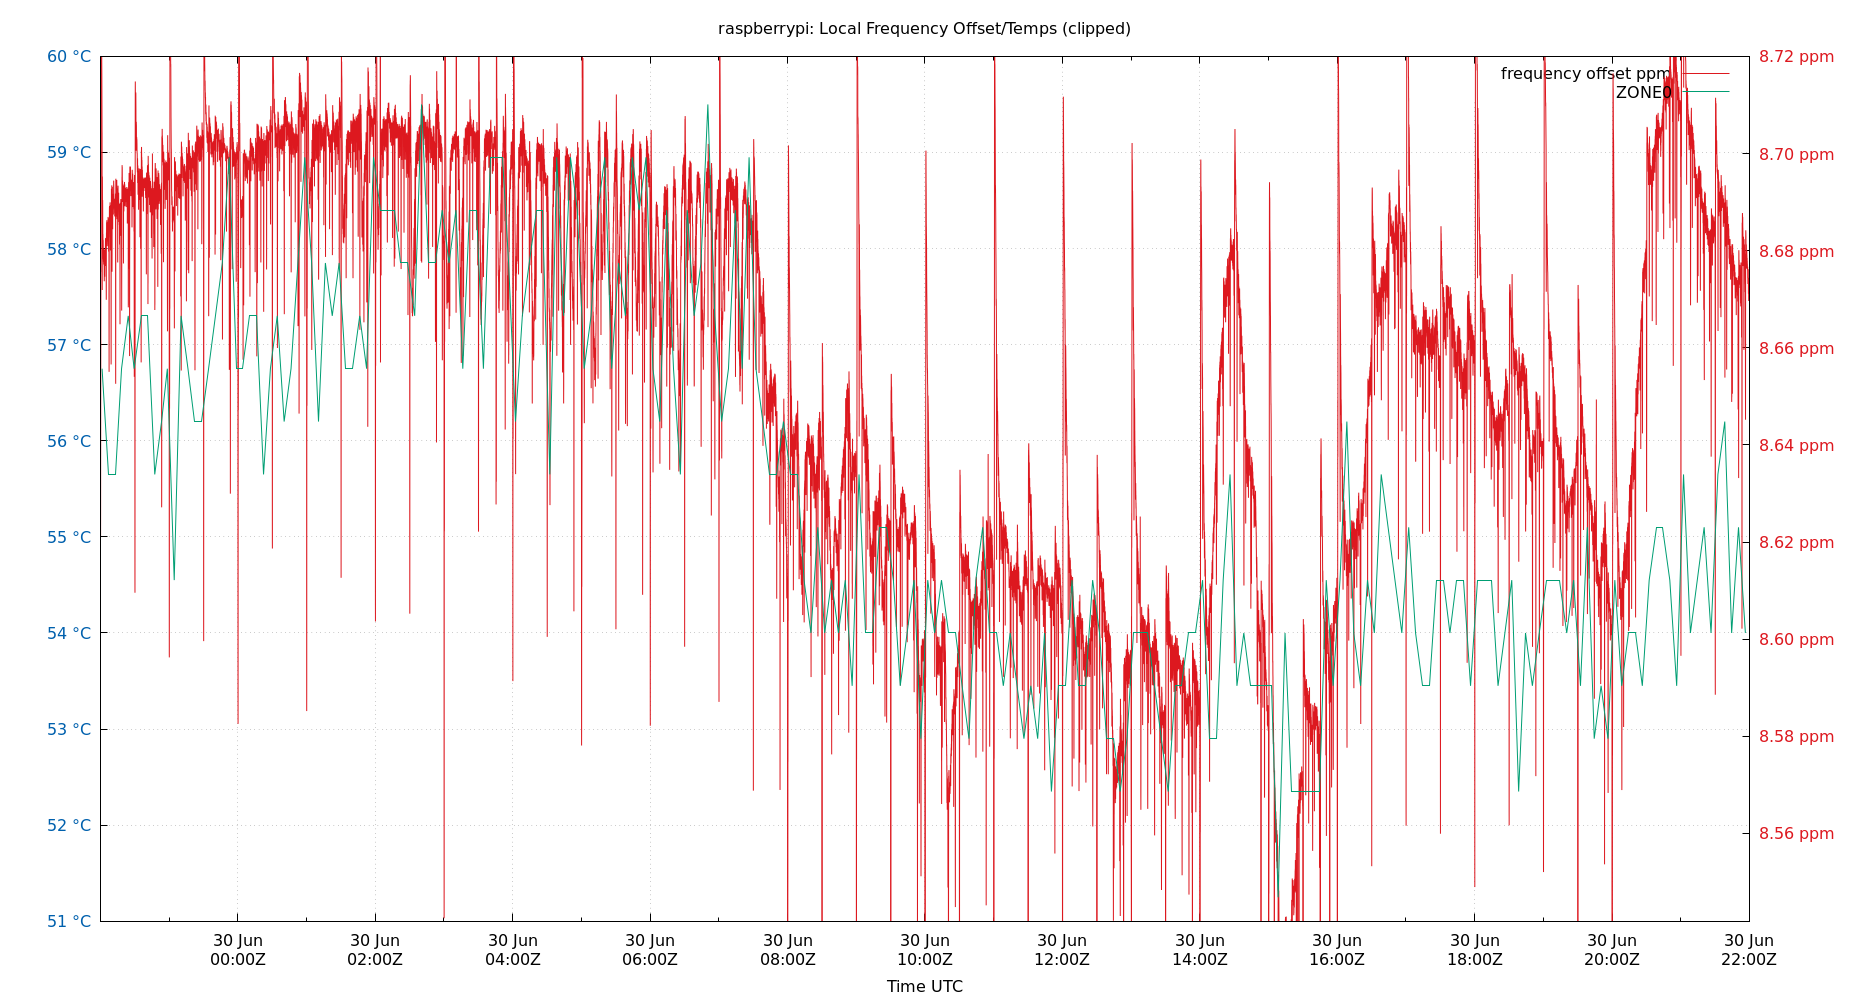 raspberrypi: Local Frequency Offset/Temps (clipped)
60 °C
59 °C
58 °C
57 °C
56 °C
55 °C
54 °C
53 °C
52 °C
51 °C
8.72 ppm
8.70 ppm
8.68 ppm
8.66 ppm
8.64 ppm
8.62 ppm
8.60 ppm
8.58 ppm
8.56 ppm
frequency offset ppm
ZONE0
30 Jun
00:00Z
30 Jun
02:00Z
30 Jun
04:00Z
30 Jun
06:00Z
30 Jun
08:00Z
30 Jun
10:00Z
30 Jun
12:00Z
30 Jun
14:00Z
30 Jun
16:00Z
30 Jun
18:00Z
30 Jun
20:00Z
30 Jun
22:00Z
Time UTC